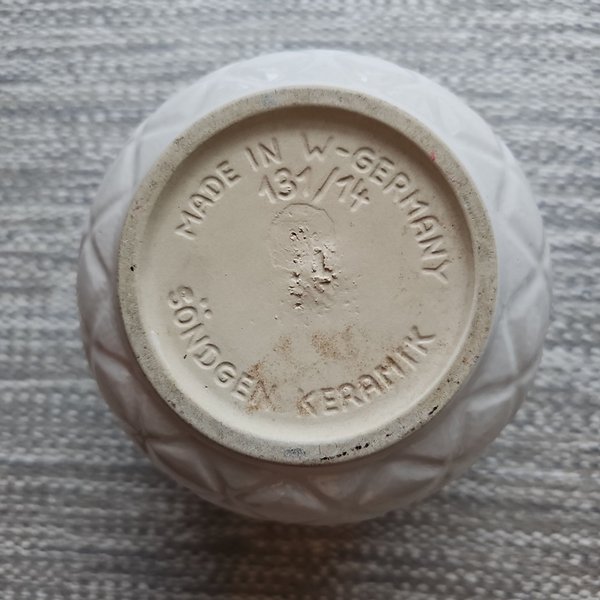 MADE IN W-GERMANY
131/14
SÖNDGEN KERAMIK